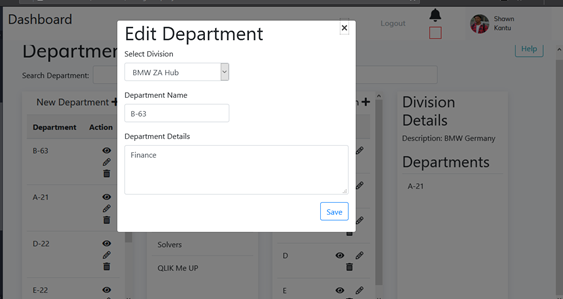 Dashboard
Logout
Shawn
Kantu
Edit Department
×
Select Division
BMW ZA Hub
Department Name
B-63
Department Details
Finance
Save
Departmen
Help
Search Department:
New Department +
Department
Action
B-63
A-21
D-22
E-22
Solvers
QLIK Me UP
n +
D
E
Division
Details
Description: BMW Germany
Departments
A-21